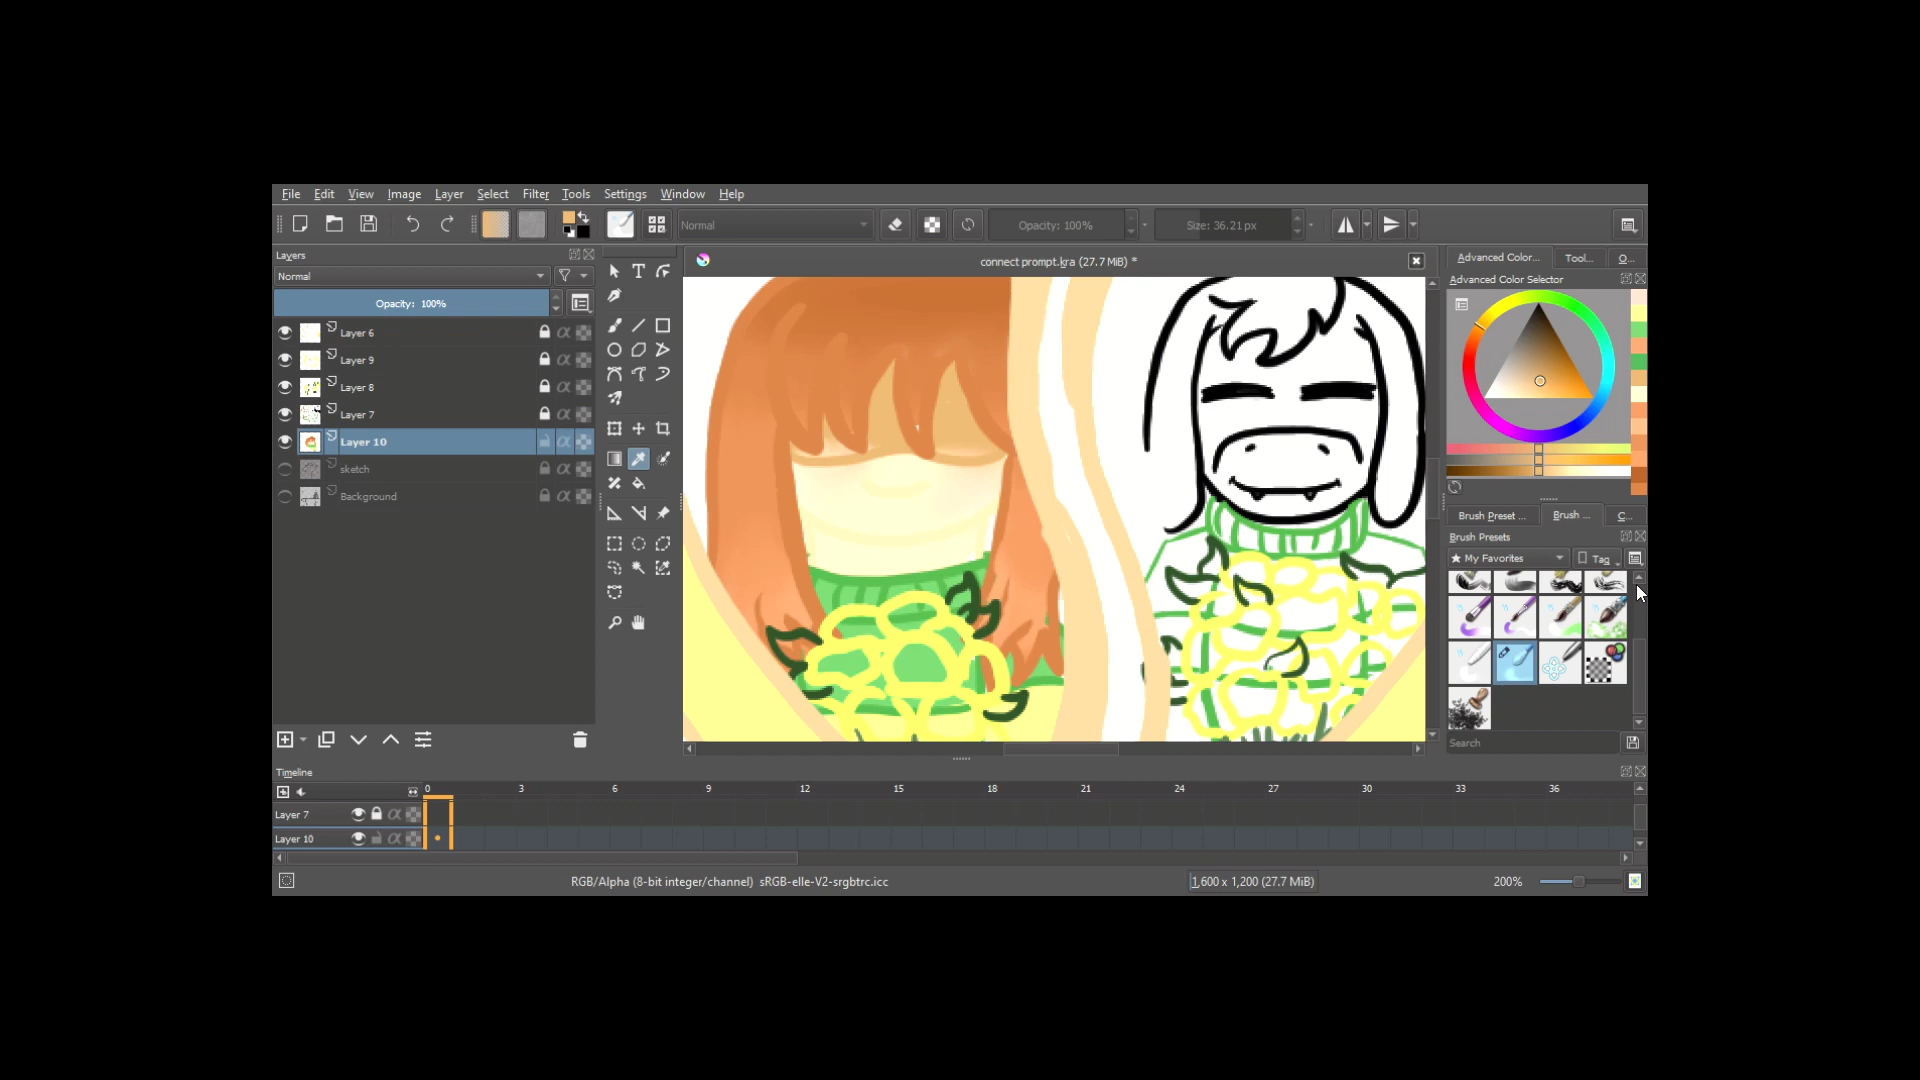 File Edit View Image Layer Select Filter Tools Settings Window Help
Normal Opacity: 100% Size: 36.21 px
Layers
connect prompt.kra (27.7 MiB) *
Advanced Color... Tool... O...
Normal
Advanced Color Selector
Opacity: 100%
Layer 6
Layer 9
Layer 8
Layer 7
Layer 10
sketch
Background
Brush Preset ... Brush ... C...
Brush Presets
★ My Favorites Tag
Search
Timeline
0 3 6 9 12 15 18 21 24 27 30 33 36
Layer 7
Layer 10
RGB/Alpha (8-bit integer/channel) sRGB-elle-V2-srgbtrc.icc 1,600 x 1,200 (27.7 MiB) 200%